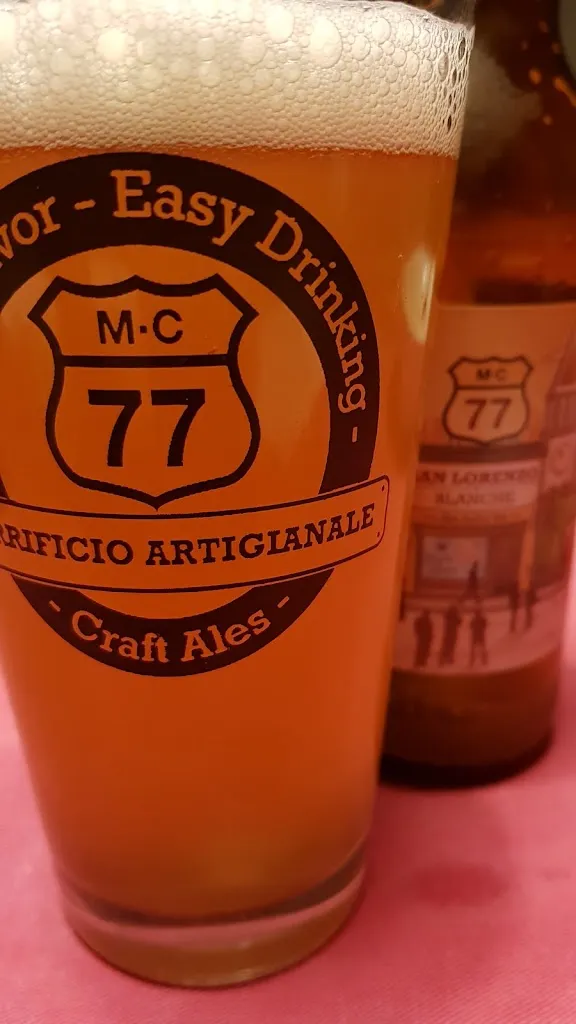 vor - Easy Drinking -
M·C
77
RRIFICIO ARTIGIANALE
- Craft Ales -
M·C
77
AN LORENZO
BLANCHE